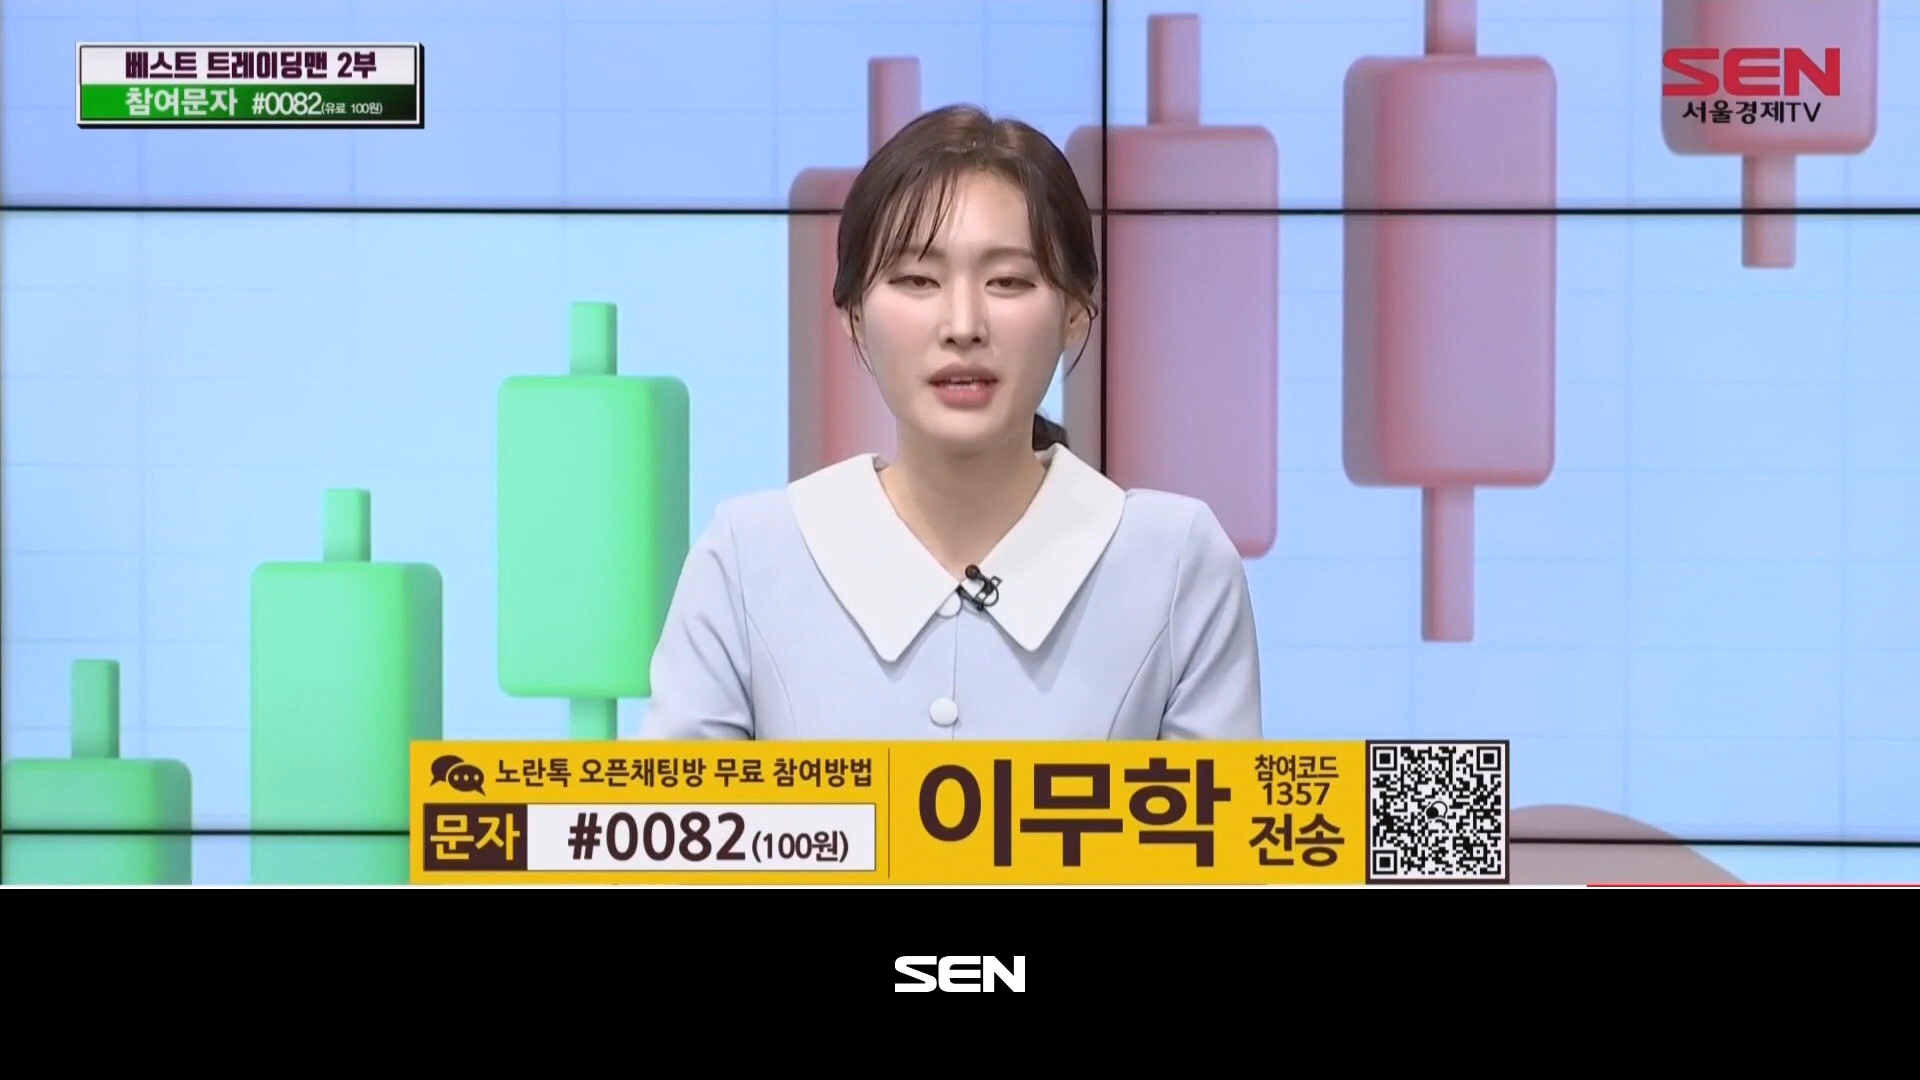 베스트 트레이딩맨 2부
참여문자 #0082(유료 100원)
SEN
서울경제TV
노란톡 오픈채팅방 무료 참여방법
문자 #0082(100원)
이무학
참여코드
1357
전송
SEN